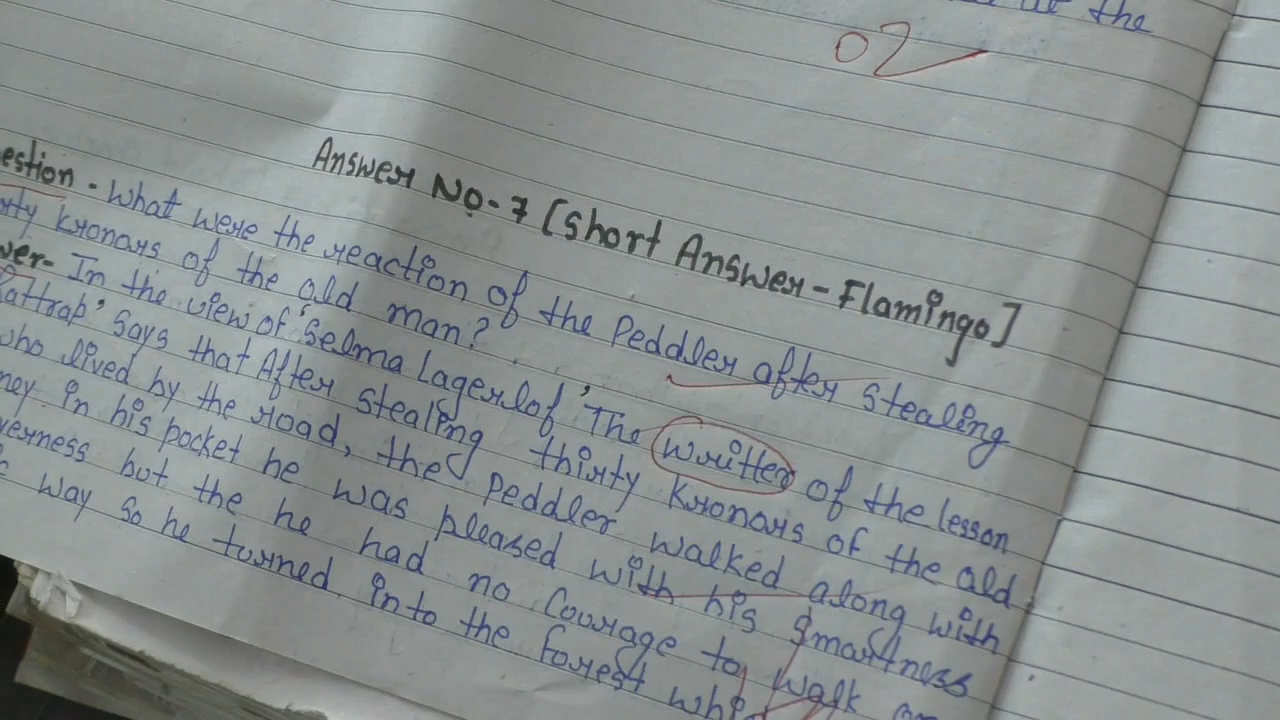 the
02
Answer No.-7 [Short Answer-Flamingo]
estion - What were the reaction of the Peddler after stealing
rty kronars of the old man?
wer- In the view of 'Selma Lagerlof' The writter of the lesson
Rattrap' Says that After stealing thirty kronars of the old
who lived by the road, the peddler walked along with
ney in his pocket he was pleased with his smartness
verness but the he had no courage to walk on
way so he turned into the forest whi